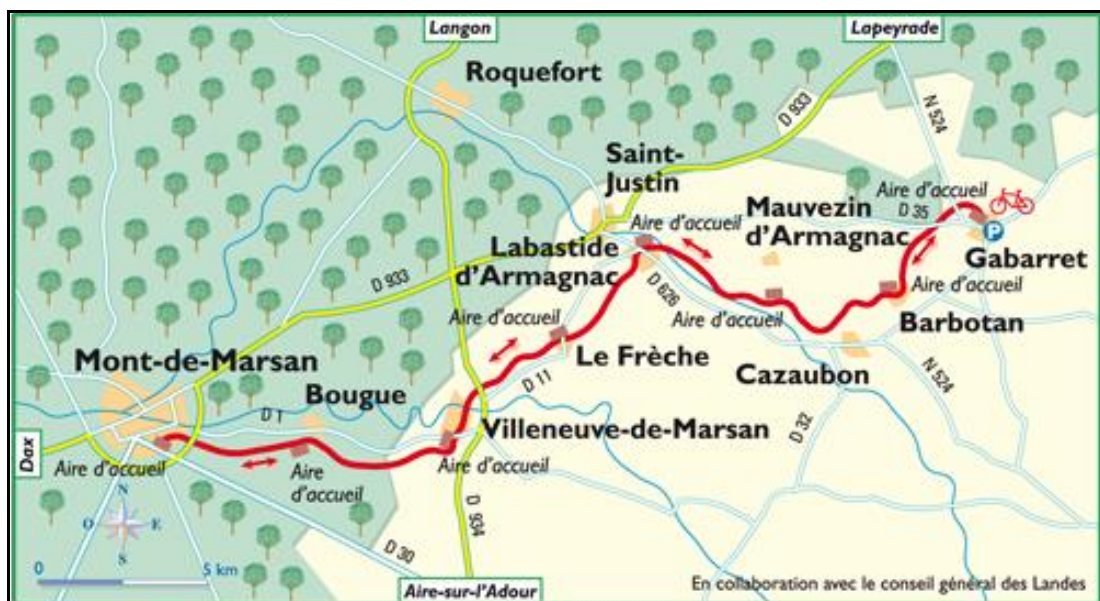 Langon
Lapeyrade
Roquefort
D 933
N 524
Saint-
Justin
Aire d'accueil
Mauvezin
d'Armagnac
Aire d'accueil
D 35
P
Gabarret
Labastide
d'Armagnac
D 933
D 626
Aire d'accueil
Aire d'accueil
Aire d'accueil
Barbotan
Mont-de-Marsan
Le Frèche
Cazaubon
N 524
Bougue
D 11
D 1
D 32
Villeneuve-de-Marsan
Dax
Aire d'accueil
Aire
d'accueil
Aire d'accueil
N
O
E
S
D 934
D 30
0
5 km
Aire-sur-l'Adour
En collaboration avec le conseil général des Landes